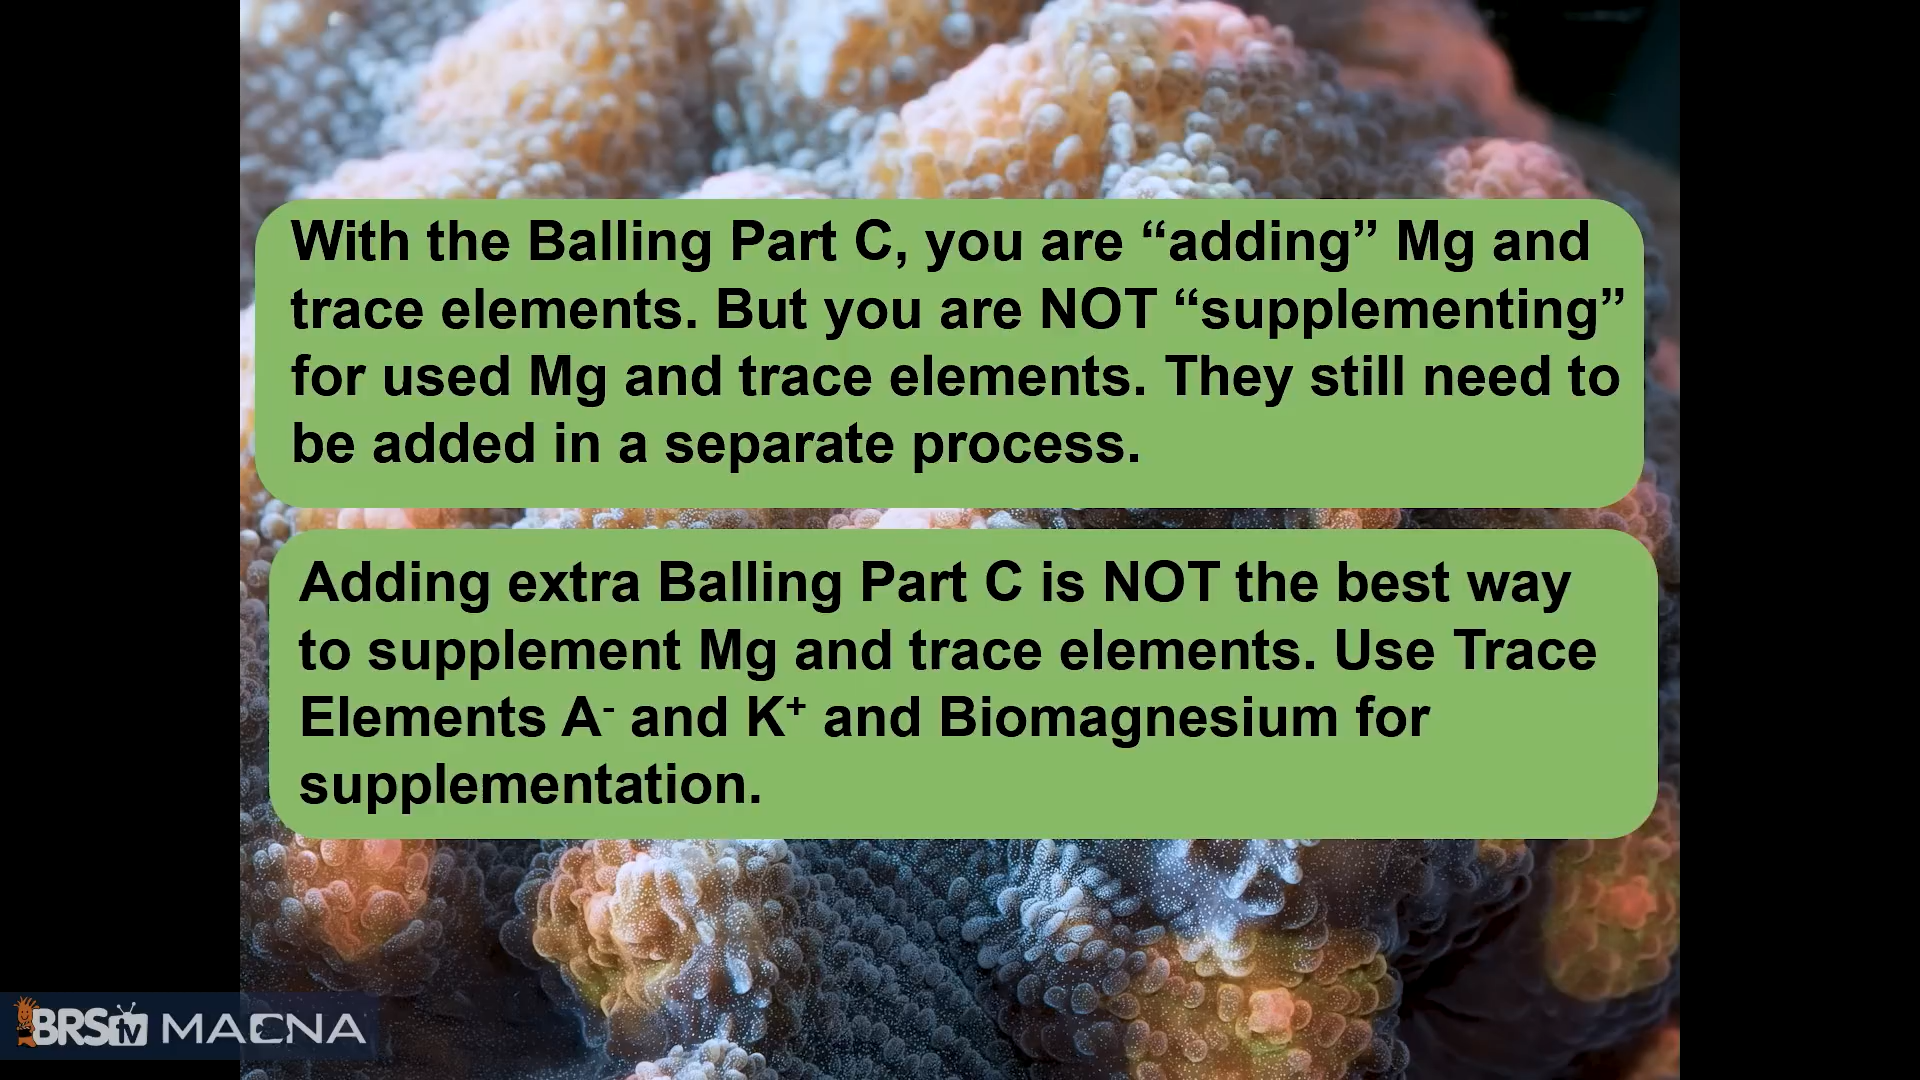 With the Balling Part C, you are “adding” Mg and
trace elements. But you are NOT “supplementing”
for used Mg and trace elements. They still need to
be added in a separate process.
Adding extra Balling Part C is NOT the best way
to supplement Mg and trace elements. Use Trace
Elements A⁻ and K⁺ and Biomagnesium for
supplementation.
BRStv MACNA